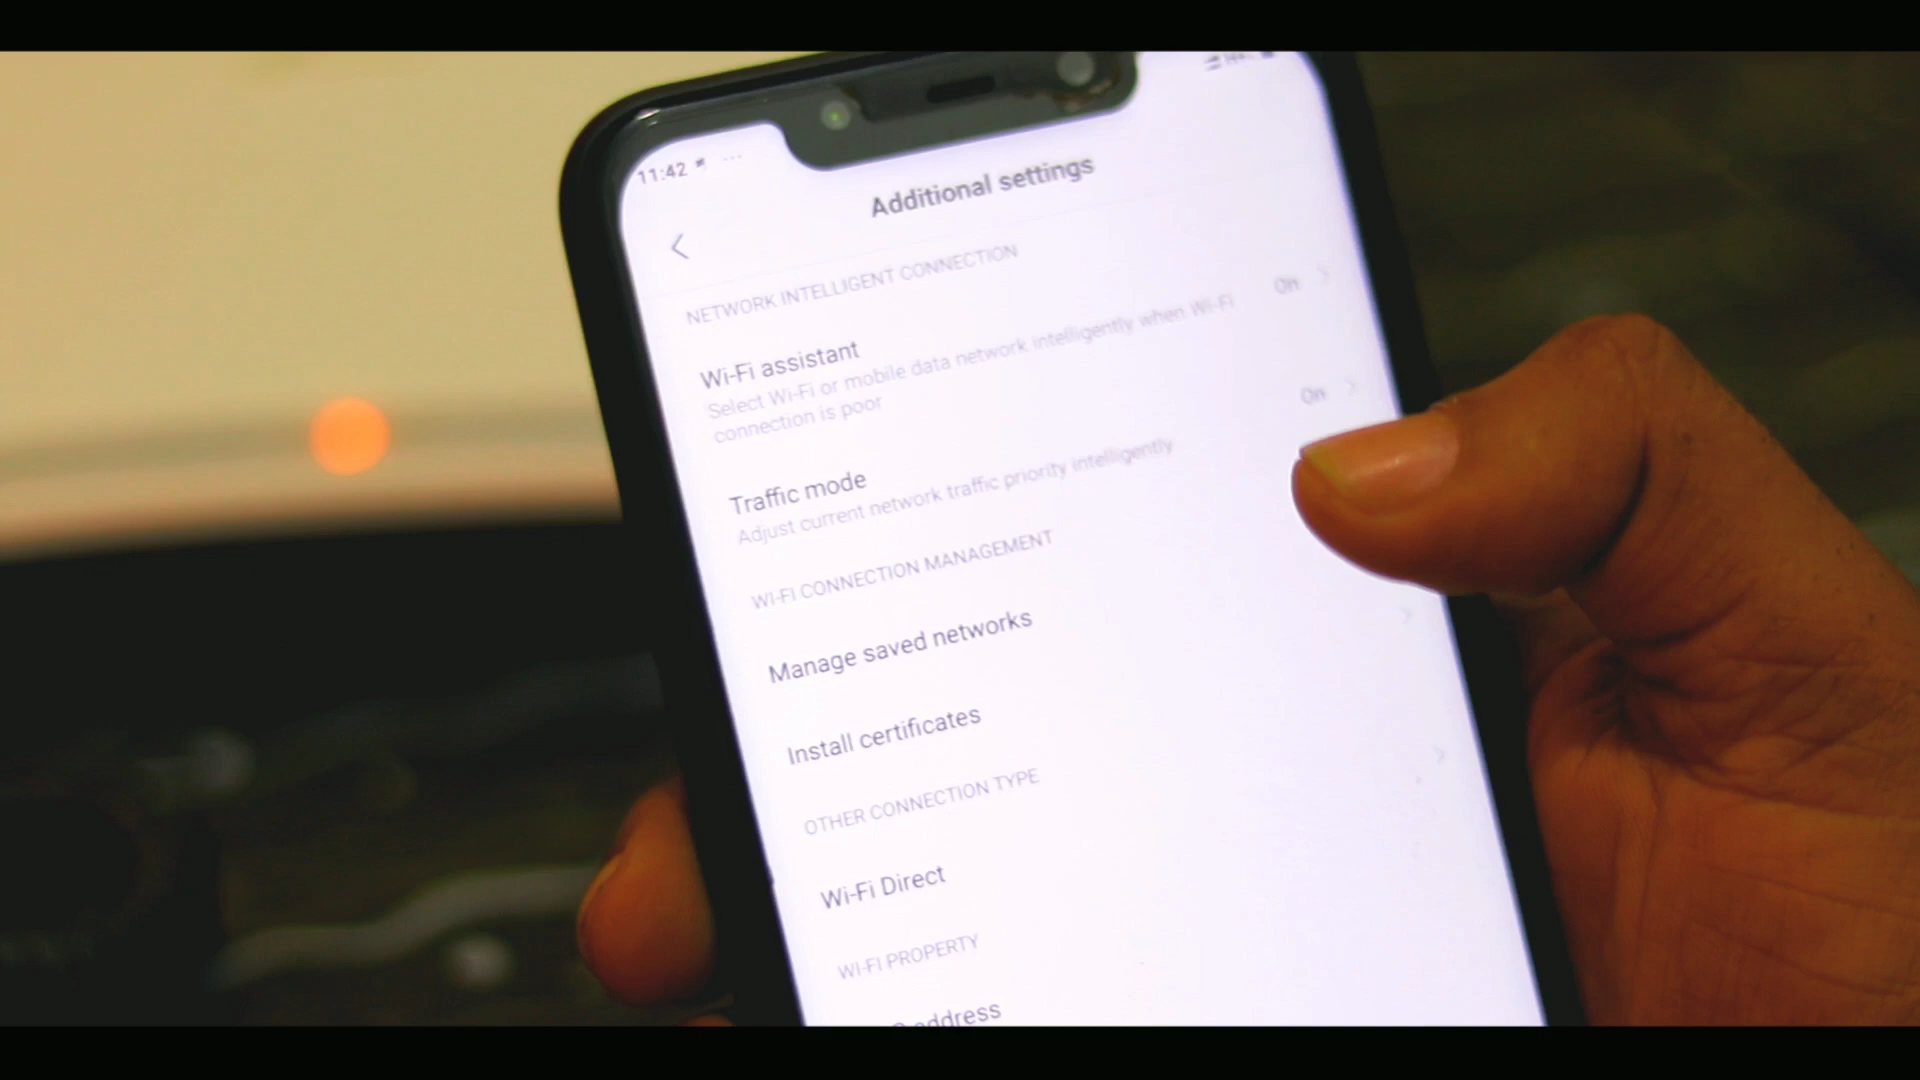 11:42 ...
Additional settings
NETWORK INTELLIGENT CONNECTION
Wi-Fi assistant
On
Select Wi-Fi or mobile data network intelligently when Wi-Fi
connection is poor
Traffic mode
On
Adjust current network traffic priority intelligently
WI-FI CONNECTION MANAGEMENT
Manage saved networks
Install certificates
OTHER CONNECTION TYPE
Wi-Fi Direct
WI-FI PROPERTY
address